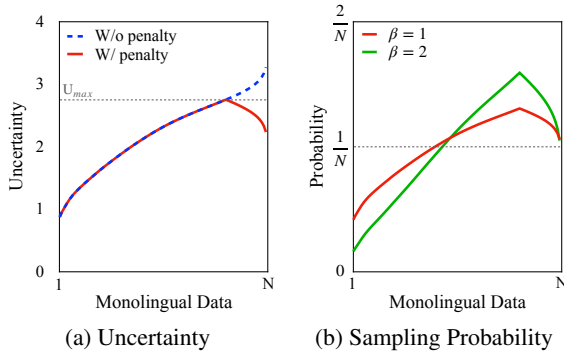 4
3
2
1
0
Uncertainty
W/o penalty
W/ penalty
U_max
1
N
Monolingual Data
(a) Uncertainty
2/N
1/N
0
Probability
β = 1
β = 2
1
N
Monolingual Data
(b) Sampling Probability